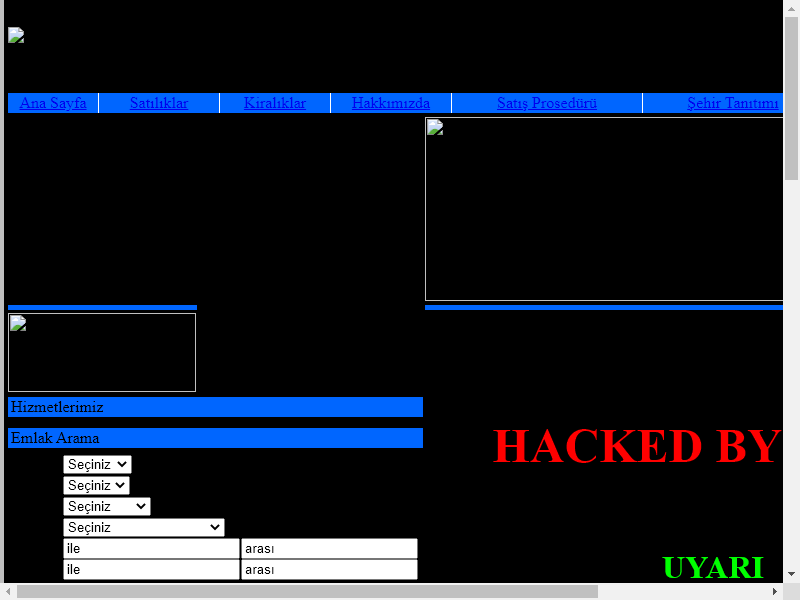 Ana Sayfa Satılıklar Kiralıklar Hakkımızda Satış Prosedürü Şehir Tanıtımı
Hizmetlerimiz
Emlak Arama
HACKED BY
Seçiniz
Seçiniz
Seçiniz
Seçiniz
ile arası
ile arası
UYARI